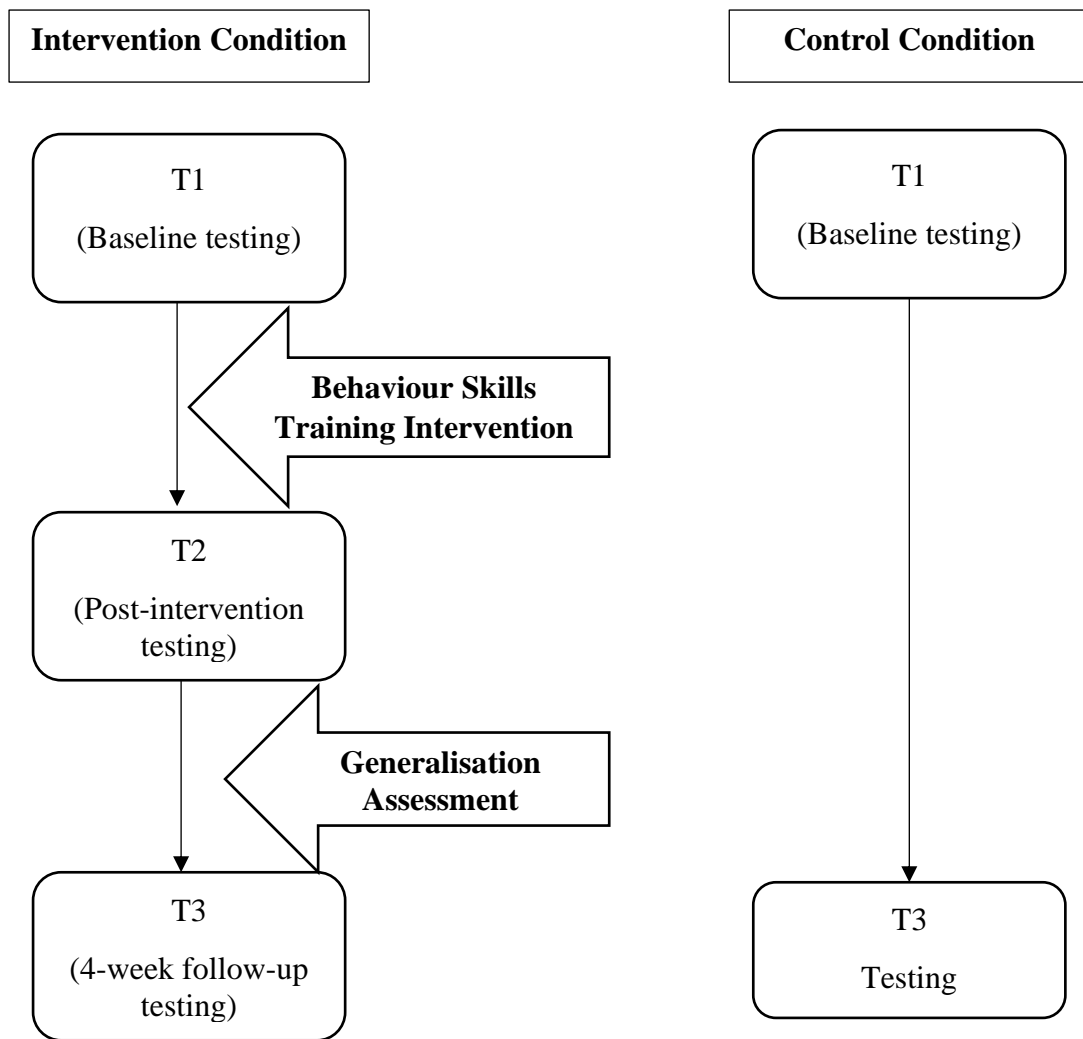 Intervention Condition
Control Condition
T1
(Baseline testing)
T1
(Baseline testing)
Behaviour Skills
Training Intervention
T2
(Post-intervention
testing)
Generalisation
Assessment
T3
(4-week follow-up
testing)
T3
Testing